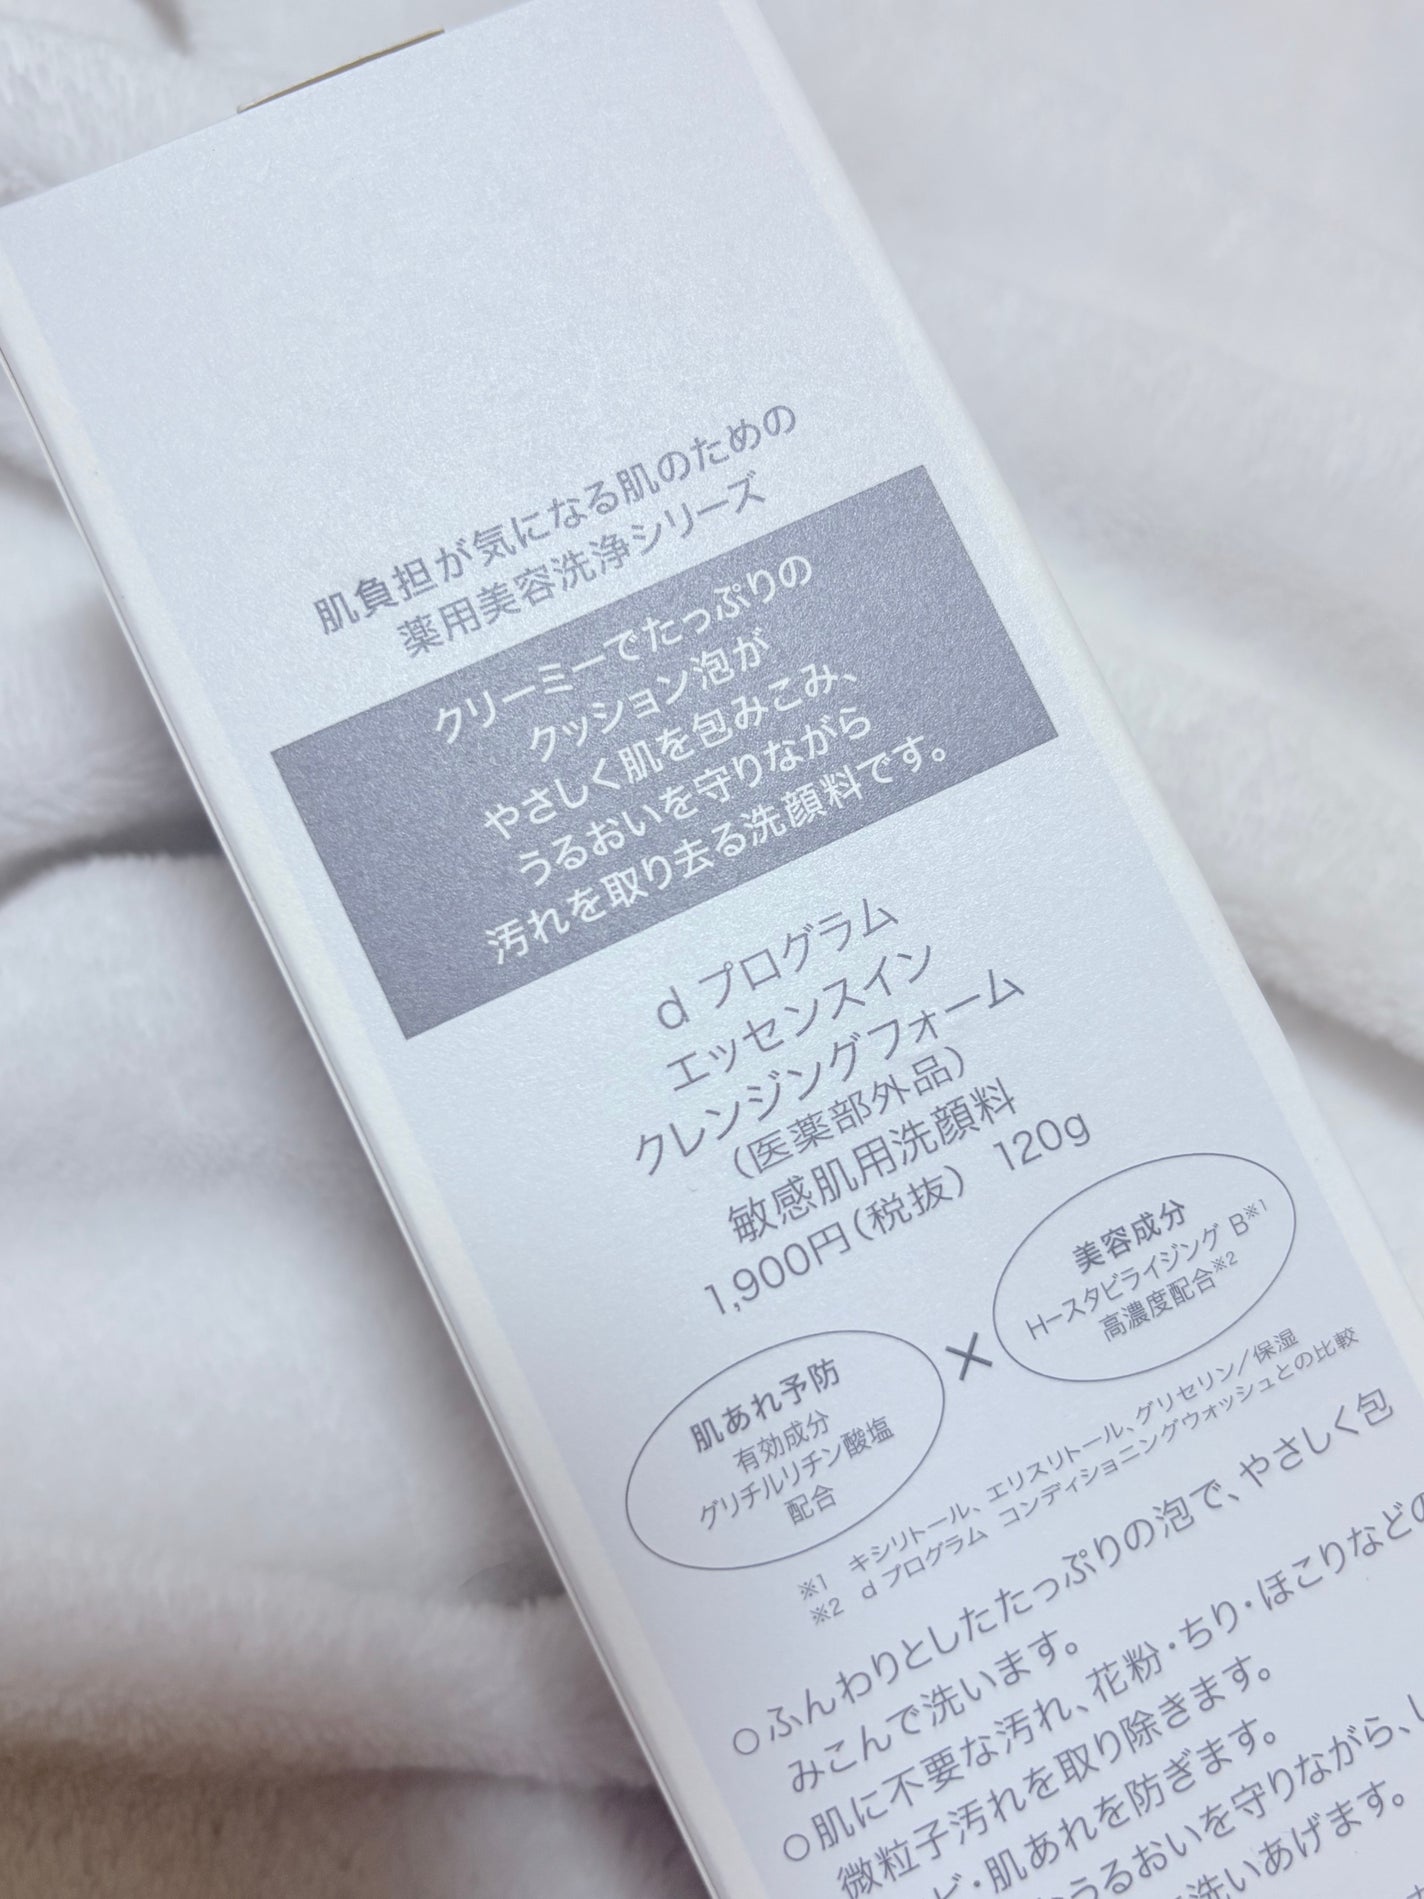 肌負担が気になる肌のための
薬用美容洗浄シリーズ
クリーミーでたっぷりの
クッション泡が
やさしく肌を包みこみ、
うるおいを守りながら
汚れを取り去る洗顔料です。
d プログラム
エッセンスイン
クレンジングフォーム
(医薬部外品)
敏感肌用洗顔料
1,900円(税抜) 120g
肌あれ予防
有効成分
グリチルリチン酸塩
配合
×
美容成分
H-スタビライジング B※1
高濃度配合※2
※1 キシリトール、エリスリトール、グリセリン/保湿
※2 d プログラム コンディショニングウォッシュとの比較
○ふんわりとしたたっぷりの泡で、やさしく包
みこんで洗います。
○肌に不要な汚れ、花粉・ちり・ほこりなどの
微粒子汚れを取り除きます。
ビ・肌あれを防ぎます。
うるおいを守りながら、し
洗いあげます。